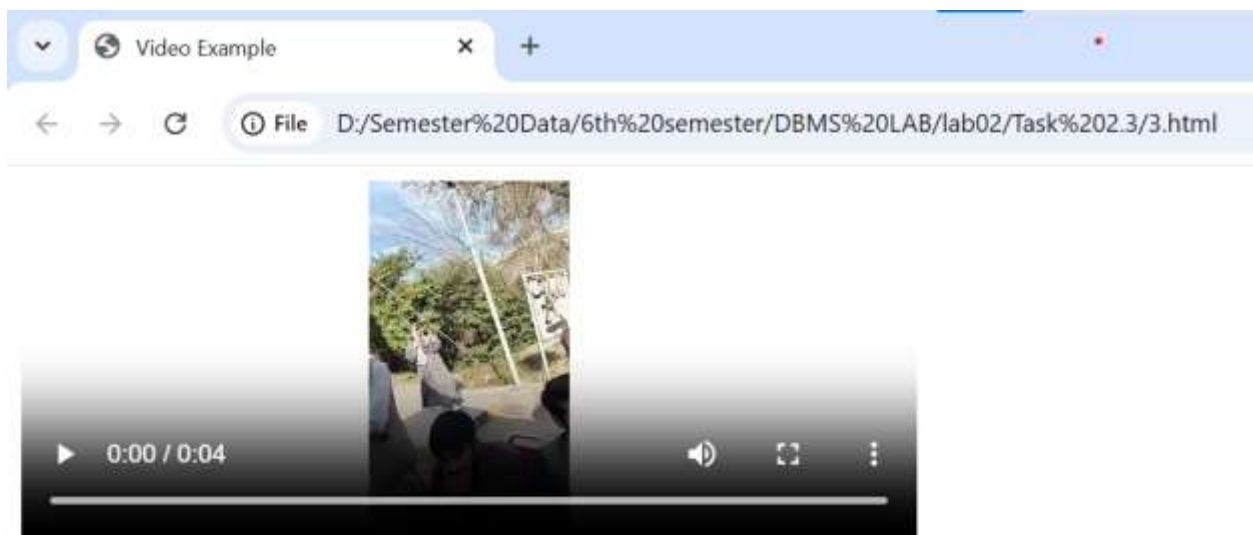 Video Example
File D:/Semester%20Data/6th%20semester/DBMS%20LAB/lab02/Task%202.3/3.html
0:00 / 0:04